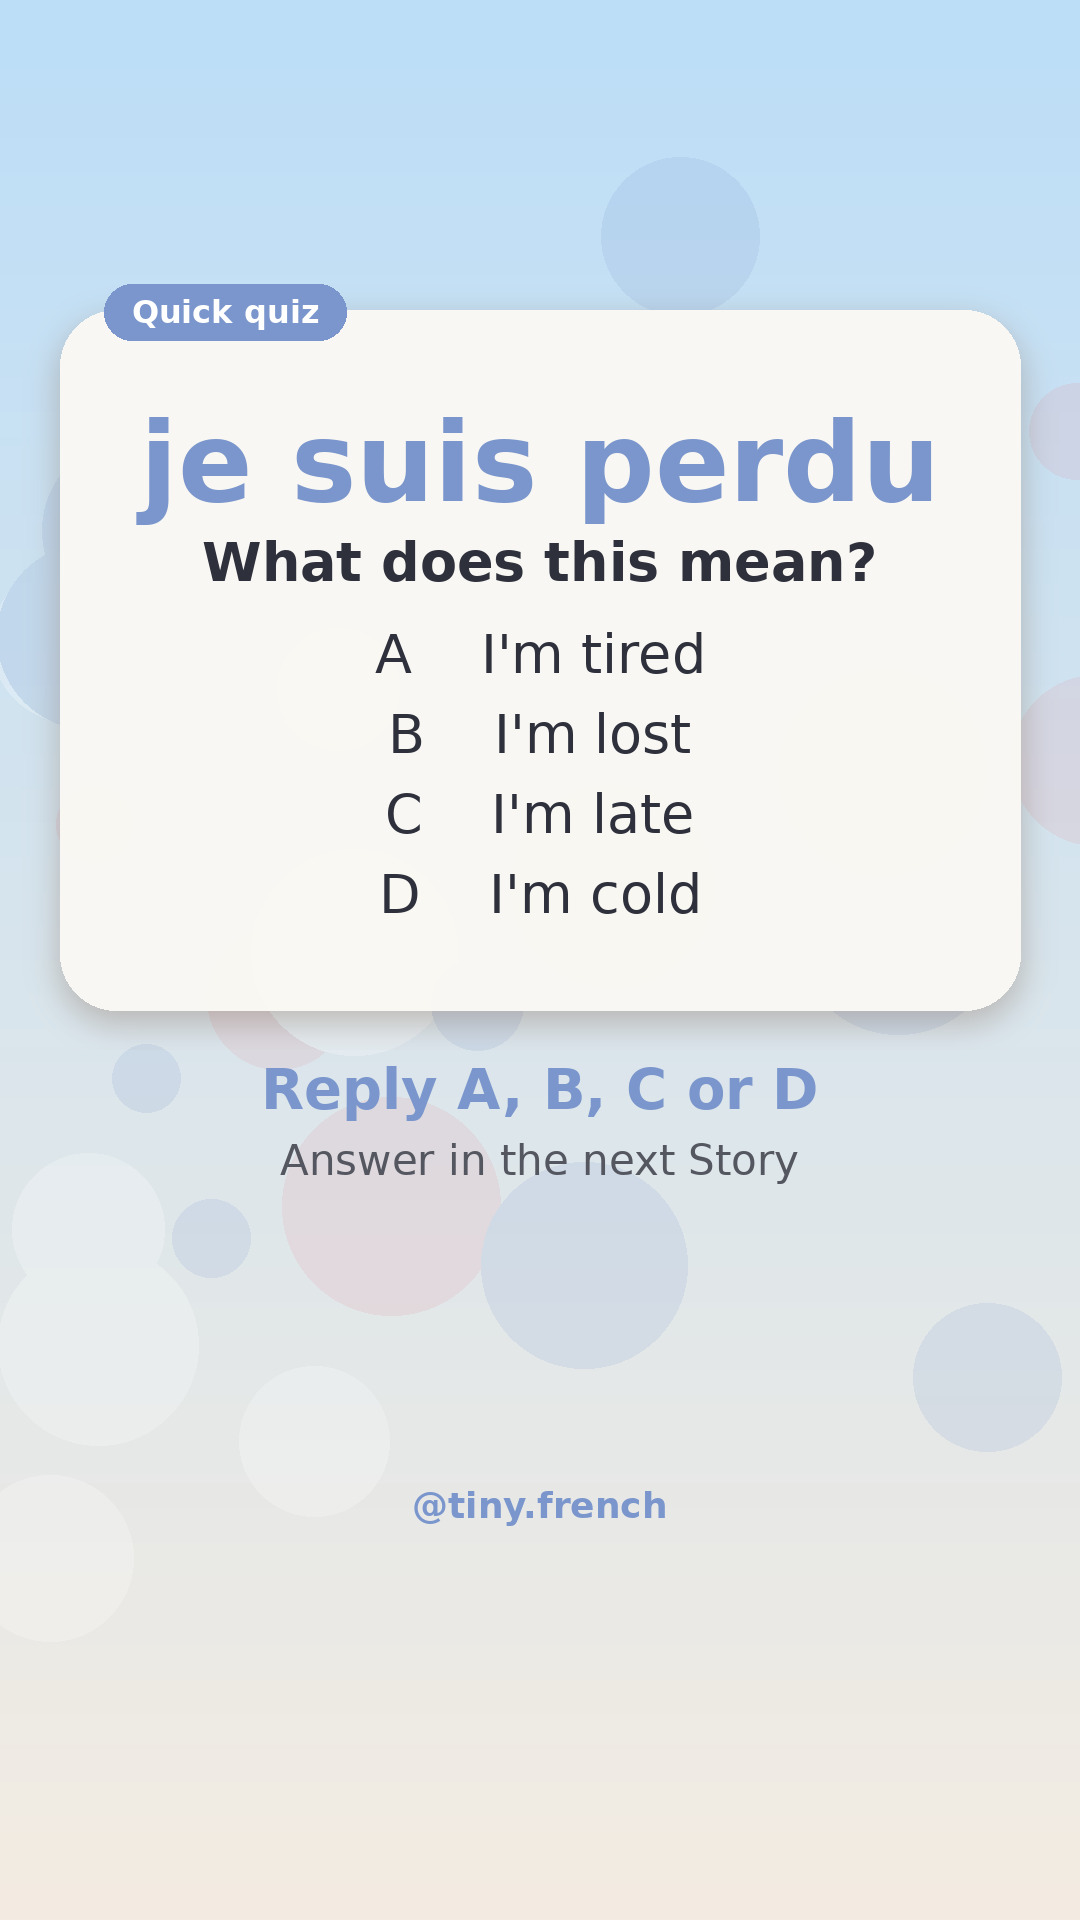 Quick quiz
je suis perdu
What does this mean?
A I'm tired
B I'm lost
C I'm late
D I'm cold
Reply A, B, C or D
Answer in the next Story
@tiny.french